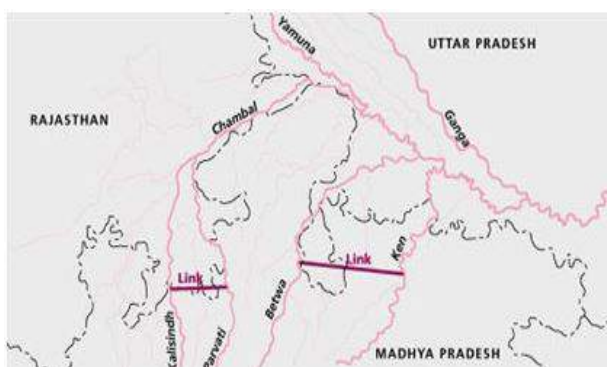 Yamuna
UTTAR PRADESH
RAJASTHAN
Chambal
Ganga
Link
Link
Ken
Betwa
Kalisindh
Parvati
MADHYA PRADESH